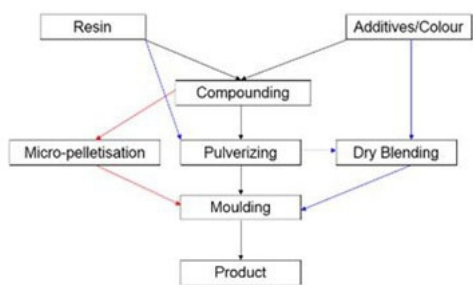 Resin
Additives/Colour
Compounding
Micro-pelletisation
Pulverizing
Dry Blending
Moulding
Product